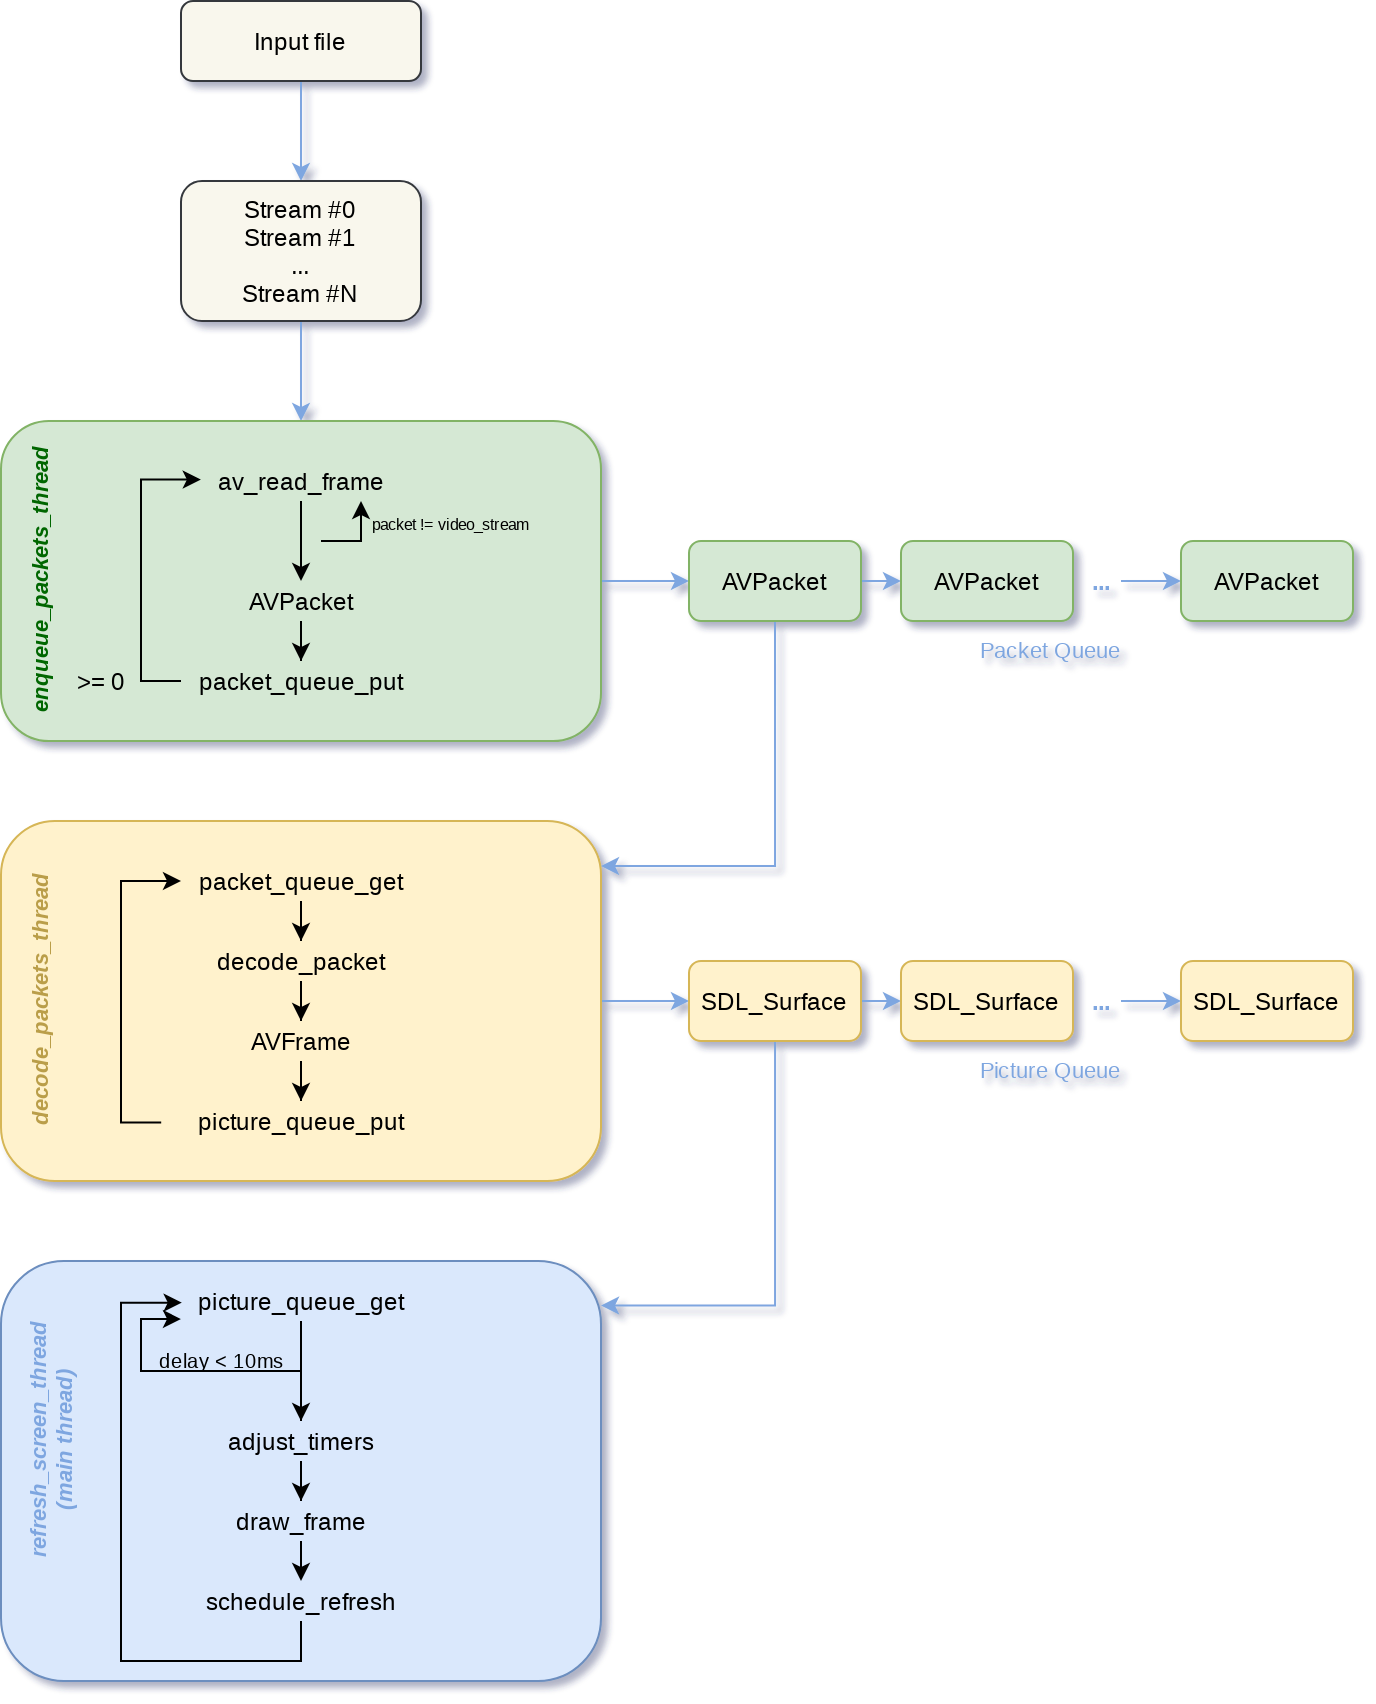 Input file
Stream #0
Stream #1
...
Stream #N
enqueue_packets_thread
av_read_frame
packet != video_stream
AVPacket
>= 0
packet_queue_put
AVPacket
AVPacket
...
AVPacket
Packet Queue
decode_packets_thread
packet_queue_get
decode_packet
AVFrame
picture_queue_put
SDL_Surface
SDL_Surface
...
SDL_Surface
Picture Queue
refresh_screen_thread
(main thread)
picture_queue_get
delay < 10ms
adjust_timers
draw_frame
schedule_refresh